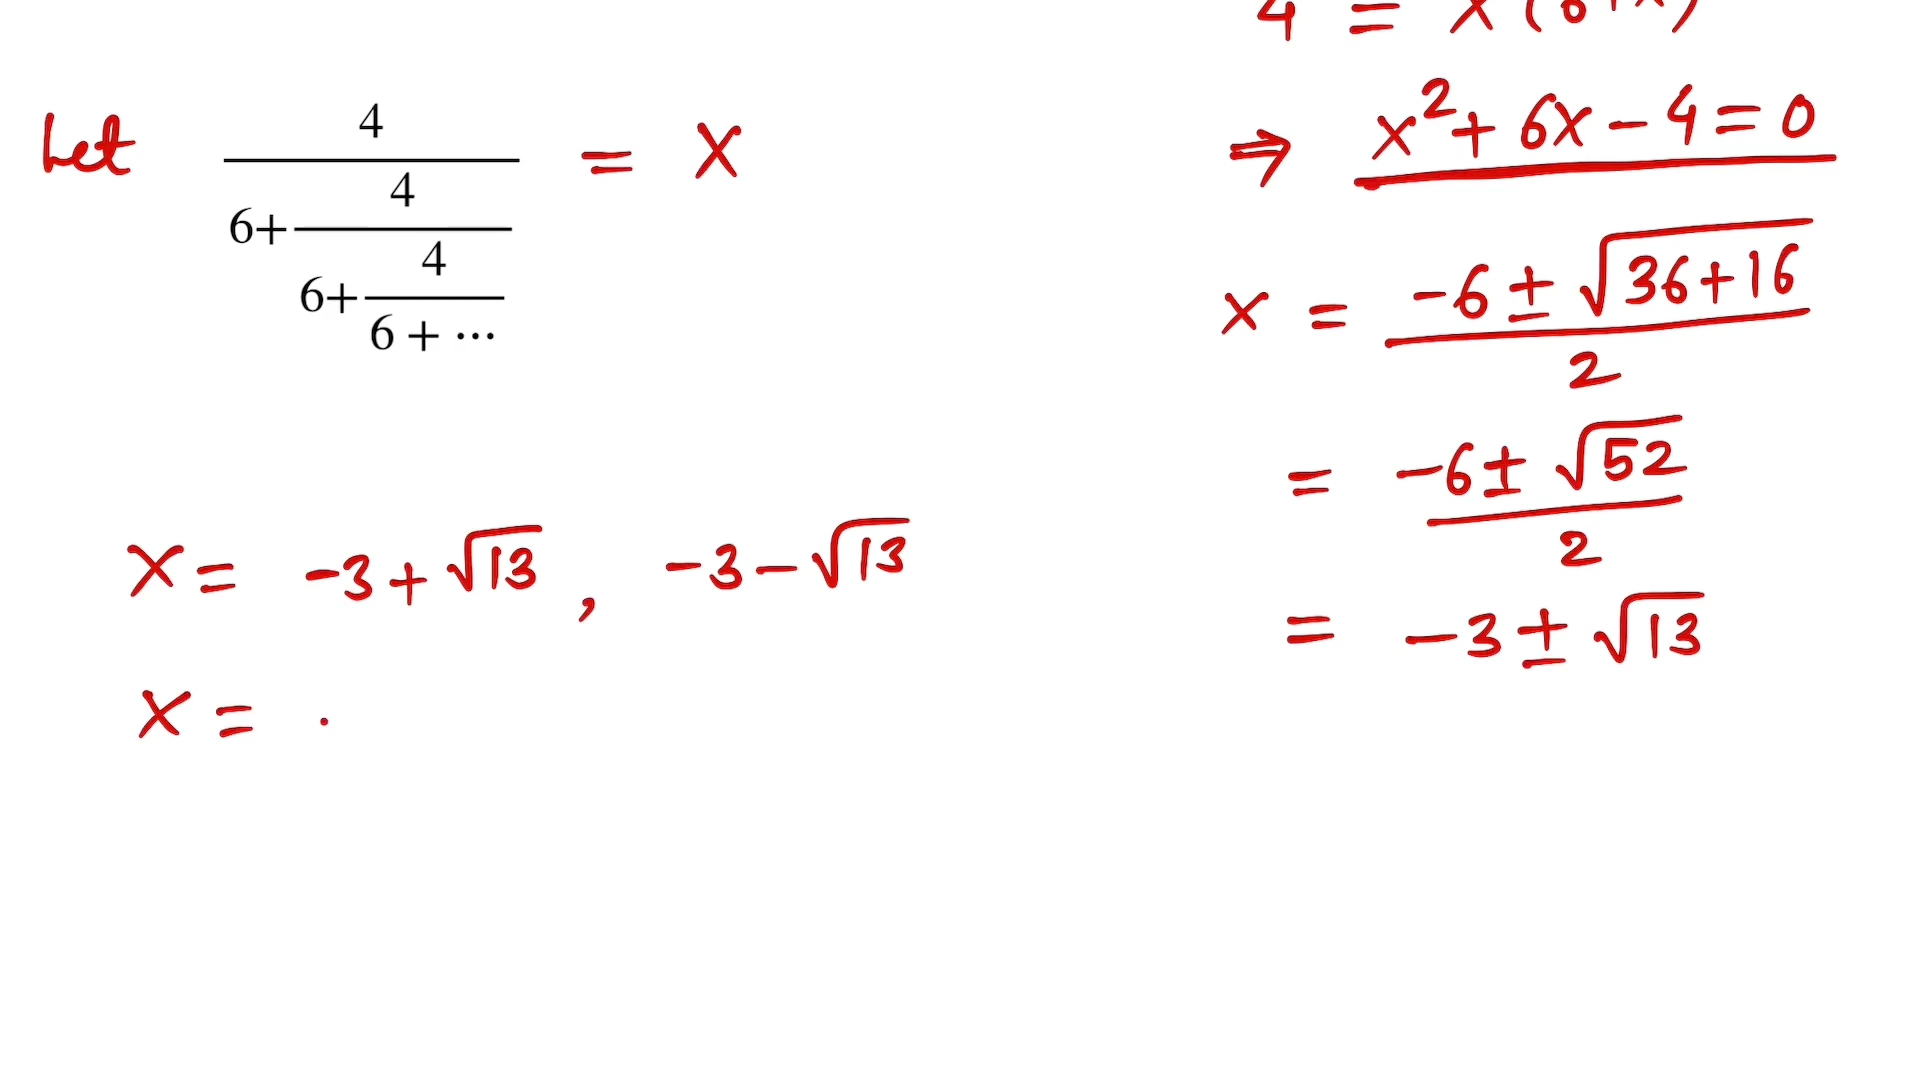 4 = x(6+x)
Let 4/(6+4/(6+4/(6+⋯))) = x
⇒ x² + 6x − 4 = 0
x = (−6 ± √(36+16))/2
= (−6 ± √52)/2
= −3 ± √13
x = −3 + √13 , −3 − √13
x =